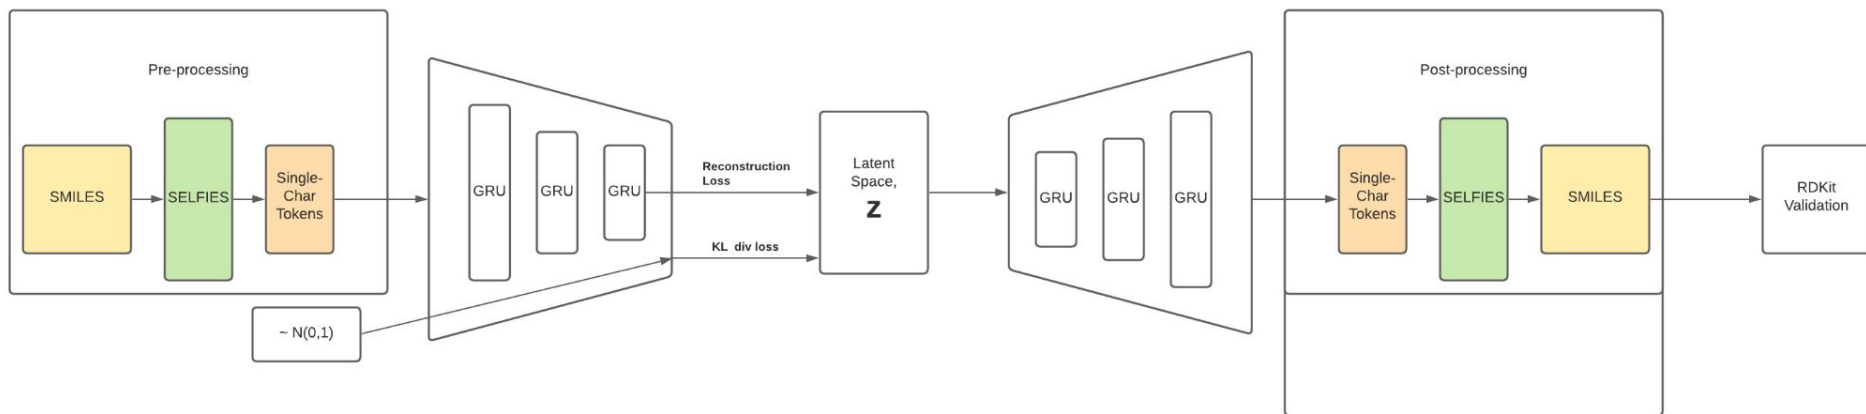 Pre-processing
SMILES
SELFIES
Single-
Char
Tokens
~ N(0,1)
GRU
GRU
GRU
Reconstruction
Loss
KL div loss
Latent
Space,
Z
GRU
GRU
GRU
Post-processing
Single-
Char
Tokens
SELFIES
SMILES
RDKit
Validation